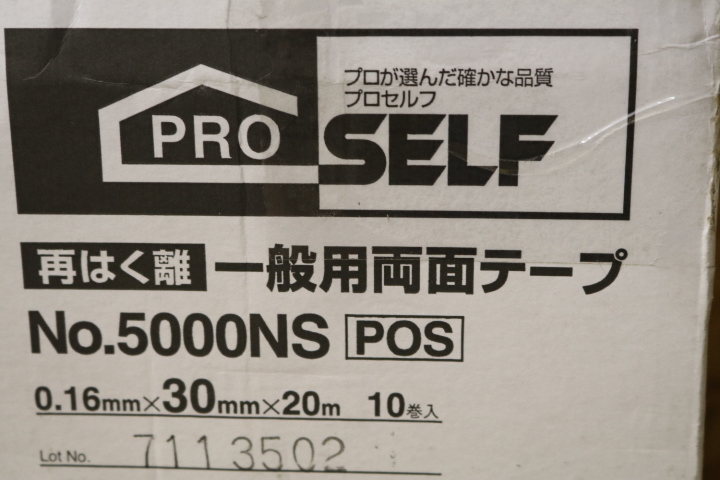 プロが選んだ確かな品質
プロセルフ
PRO SELF
再はく離 一般用両面テープ
No.5000NS POS
0.16mm×30mm×20m 10巻入
Lot No. 7113502